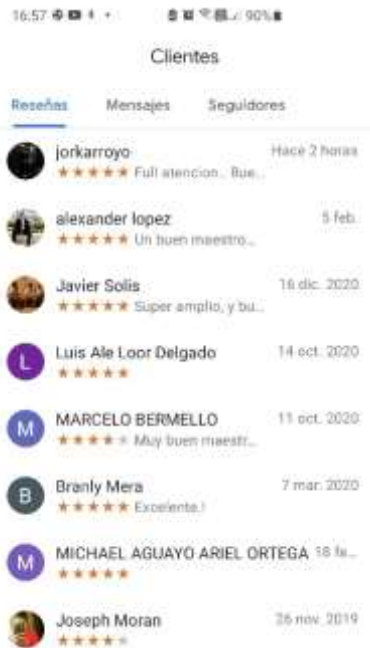 16:57 90%
Clientes
Reseñas Mensajes Seguidores
jorkarroyo Hace 2 horas
Full atencion.. Bue...
alexander lopez 5 feb.
Un buen maestro...
Javier Solis 16 dic. 2020
Super amplio, y bu...
L Luis Ale Loor Delgado 14 oct. 2020
M MARCELO BERMELLO 11 oct. 2020
Muy buen maestr...
B Branly Mera 7 mar. 2020
Excelente.!
M MICHAEL AGUAYO ARIEL ORTEGA 18 fe...
Joseph Moran 26 nov. 2019